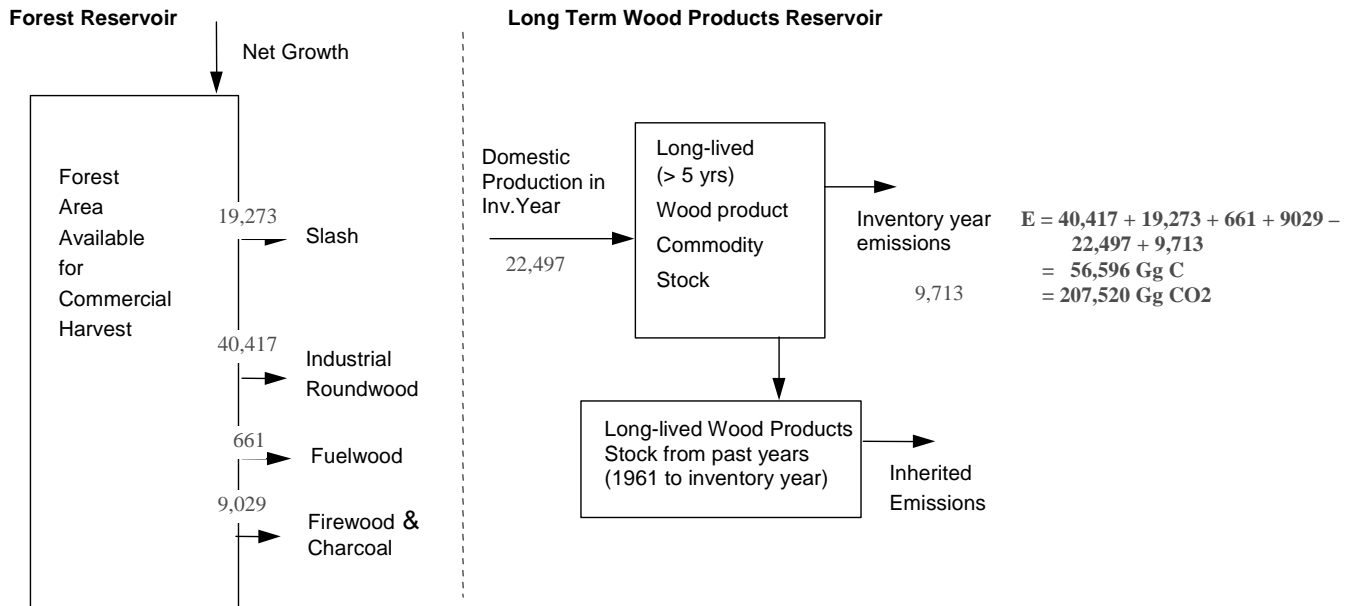 Forest Reservoir
Net Growth
Forest
Area
Available
for
Commercial
Harvest
19,273
Slash
40,417
Industrial
Roundwood
661
Fuelwood
9,029
Firewood &
Charcoal
Long Term Wood Products Reservoir
Domestic
Production in
Inv.Year
22,497
Long-lived
(> 5 yrs)
Wood product
Commodity
Stock
Inventory year
emissions
9,713
E = 40,417 + 19,273 + 661 + 9029 –
22,497 + 9,713
= 56,596 Gg C
= 207,520 Gg CO2
Long-lived Wood Products
Stock from past years
(1961 to inventory year)
Inherited
Emissions